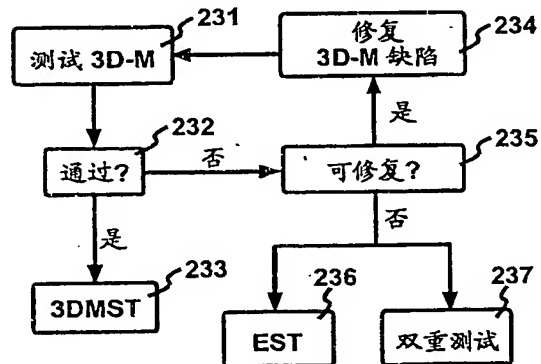 231
测试 3D-M
修复
3D-M 缺陷
234
232
通过?
否
是
235
可修复?
是
否
233
3DMST
236
EST
237
双重测试